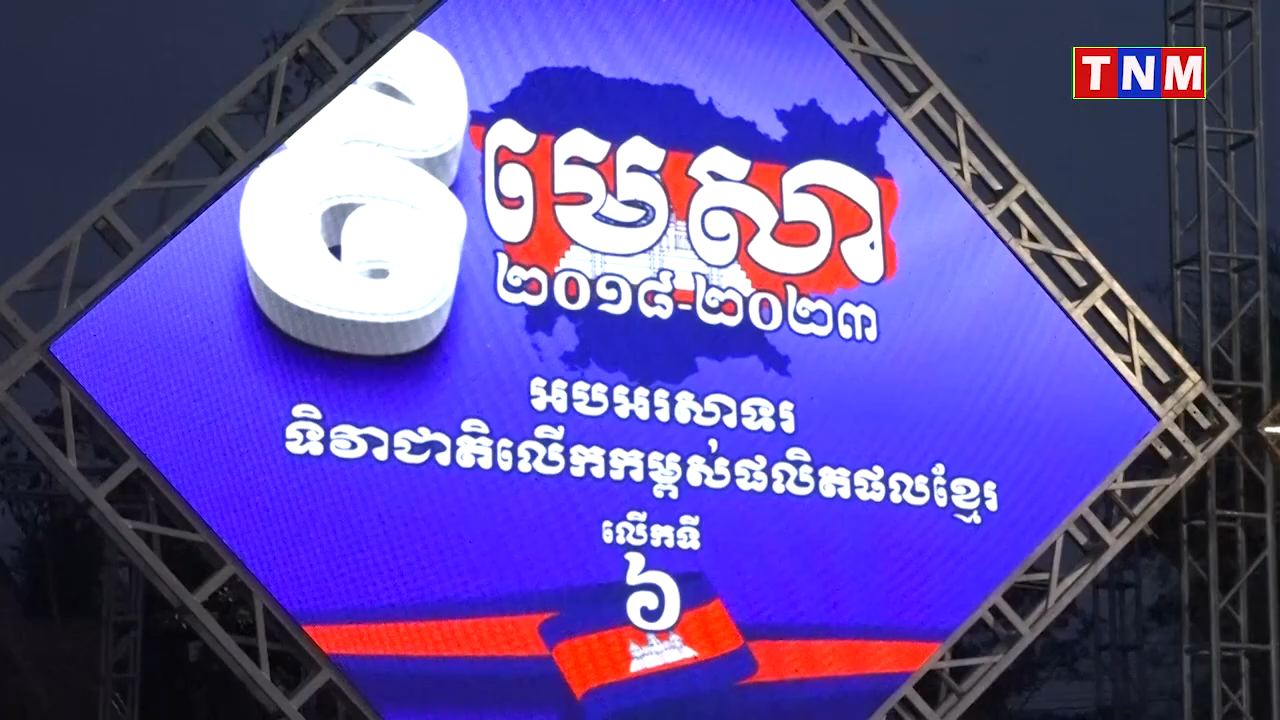 TNM
៦ មេសា
២០១៨-២០២៣
អបអរសាទរ
ទិវាជាតិលើកកម្ពស់ផលិតផលខ្មែរ
លើកទី
៦